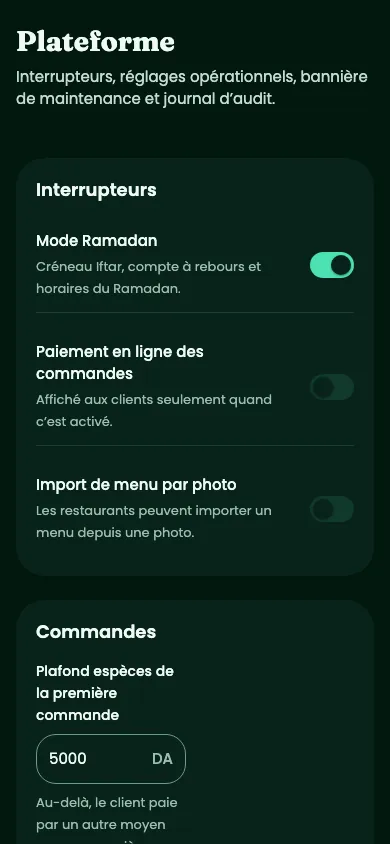 Plateforme
Interrupteurs, réglages opérationnels, bannière
de maintenance et journal d’audit.
Interrupteurs
Mode Ramadan
Créneau Iftar, compte à rebours et
horaires du Ramadan.
Paiement en ligne des
commandes
Affiché aux clients seulement quand
c’est activé.
Import de menu par photo
Les restaurants peuvent importer un
menu depuis une photo.
Commandes
Plafond espèces de
la première
commande
5000 DA
Au-delà, le client paie
par un autre moyen